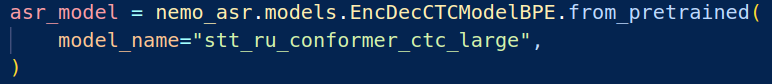 asr_model = nemo_asr.models.EncDecCTCModelBPE.from_pretrained(
    model_name="stt_ru_conformer_ctc_large",
)